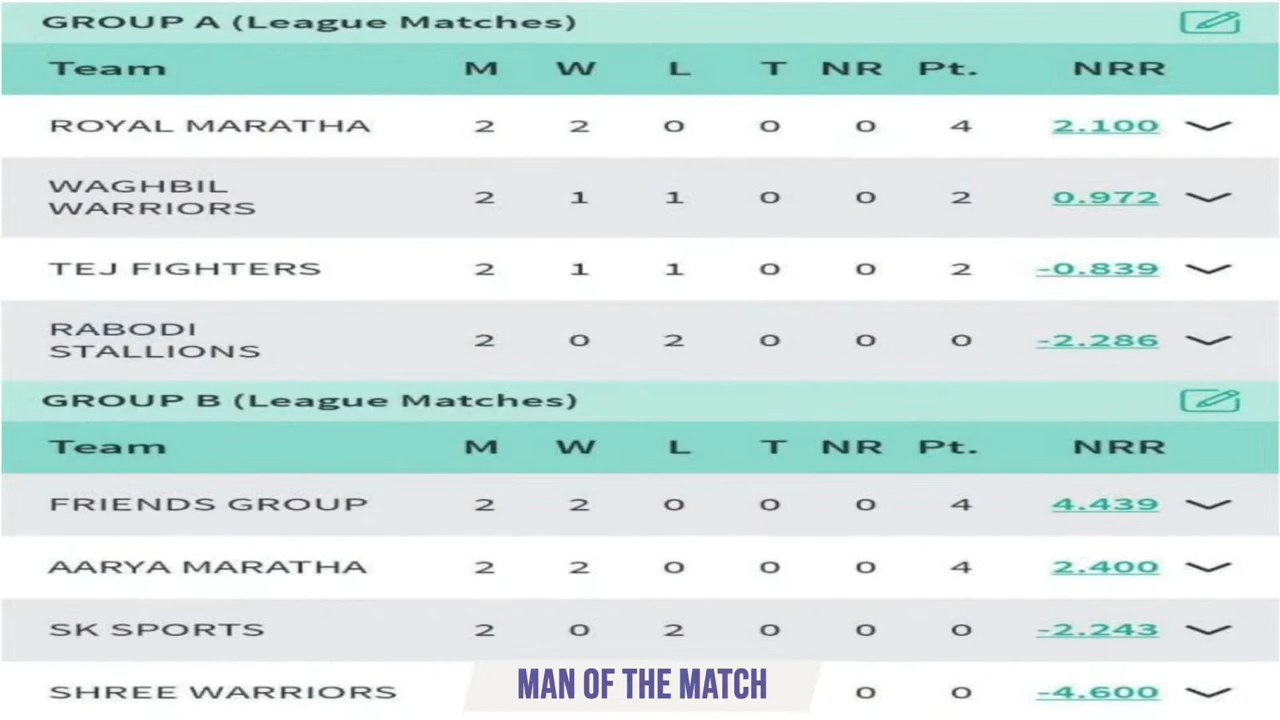 GROUP A (League Matches)
Team M W L T NR Pt. NRR
ROYAL MARATHA 2 2 0 0 0 4 2.100
WAGHBIL
WARRIORS 2 1 1 0 0 2 0.972
TEJ FIGHTERS 2 1 1 0 0 2 -0.839
RABODI
STALLIONS 2 0 2 0 0 0 -2.286
GROUP B (League Matches)
Team M W L T NR Pt. NRR
FRIENDS GROUP 2 2 0 0 0 4 4.439
AARYA MARATHA 2 2 0 0 0 4 2.400
SK SPORTS 2 0 2 0 0 0 -2.243
SHREE WARRIORS 0 0 -4.600
MAN OF THE MATCH